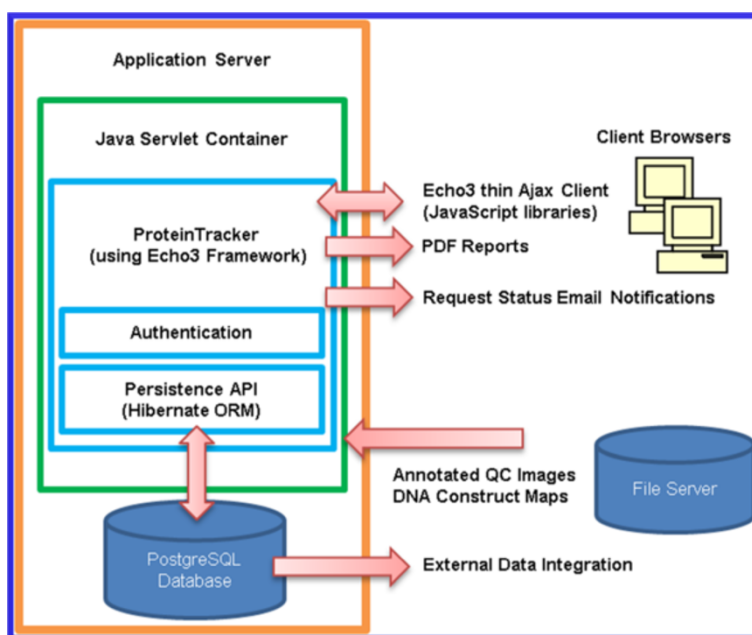 Application Server
Java Servlet Container
Client Browsers
ProteinTracker
(using Echo3 Framework)
Echo3 thin Ajax Client
(JavaScript libraries)
PDF Reports
Request Status Email Notifications
Authentication
Persistence API
(Hibernate ORM)
Annotated QC Images
DNA Construct Maps
File Server
PostgreSQL
Database
External Data Integration